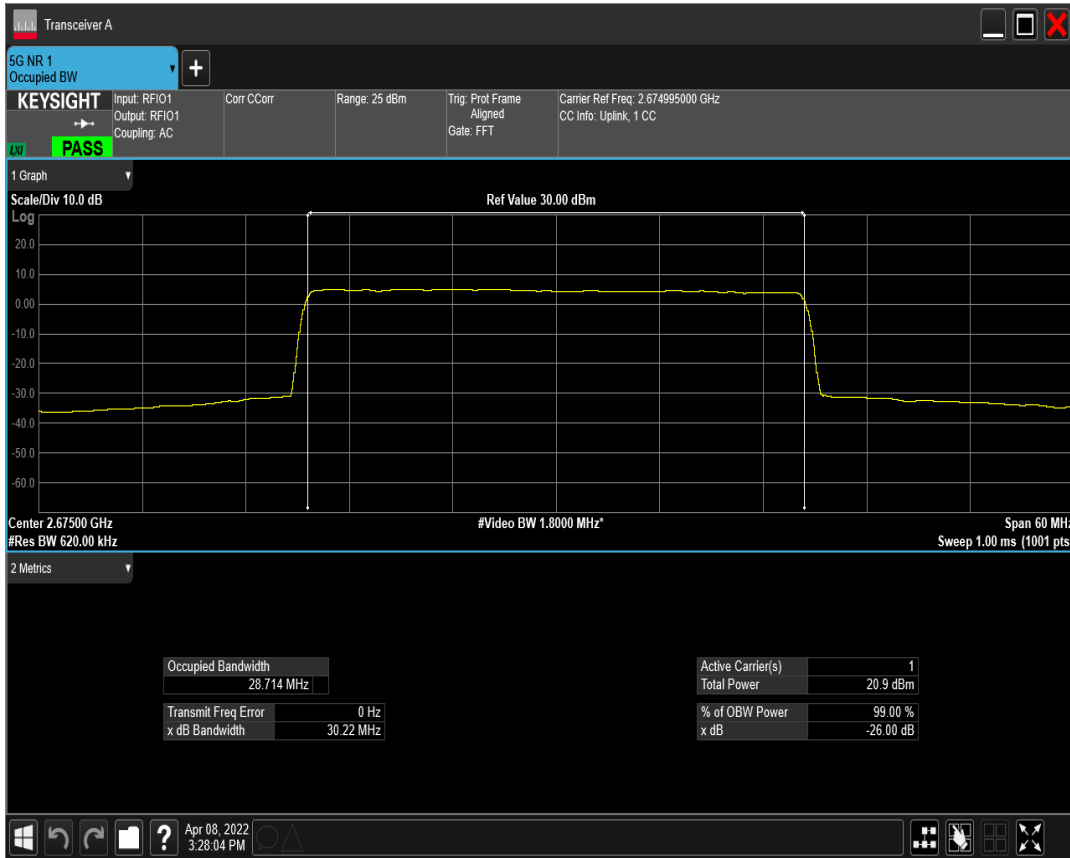 Transceiver A
5G NR 1
Occupied BW
KEYSIGHT
LXI
PASS
Input: RFIO1
Output: RFIO1
Coupling: AC
Corr CCorr
Range: 25 dBm
Trig: Prot Frame
Aligned
Gate: FFT
Carrier Ref Freq: 2.674995000 GHz
CC Info: Uplink, 1 CC
1 Graph
Scale/Div 10.0 dB
Ref Value 30.00 dBm
Log
20.0
10.0
0.00
-10.0
-20.0
-30.0
-40.0
-50.0
-60.0
Center 2.67500 GHz
#Video BW 1.8000 MHz*
Span 60 MHz
#Res BW 620.00 kHz
Sweep 1.00 ms (1001 pts
2 Metrics
Occupied Bandwidth
28.714 MHz
Transmit Freq Error 0 Hz
x dB Bandwidth 30.22 MHz
Active Carrier(s) 1
Total Power 20.9 dBm
% of OBW Power 99.00 %
x dB -26.00 dB
?
Apr 08, 2022
3:28:04 PM